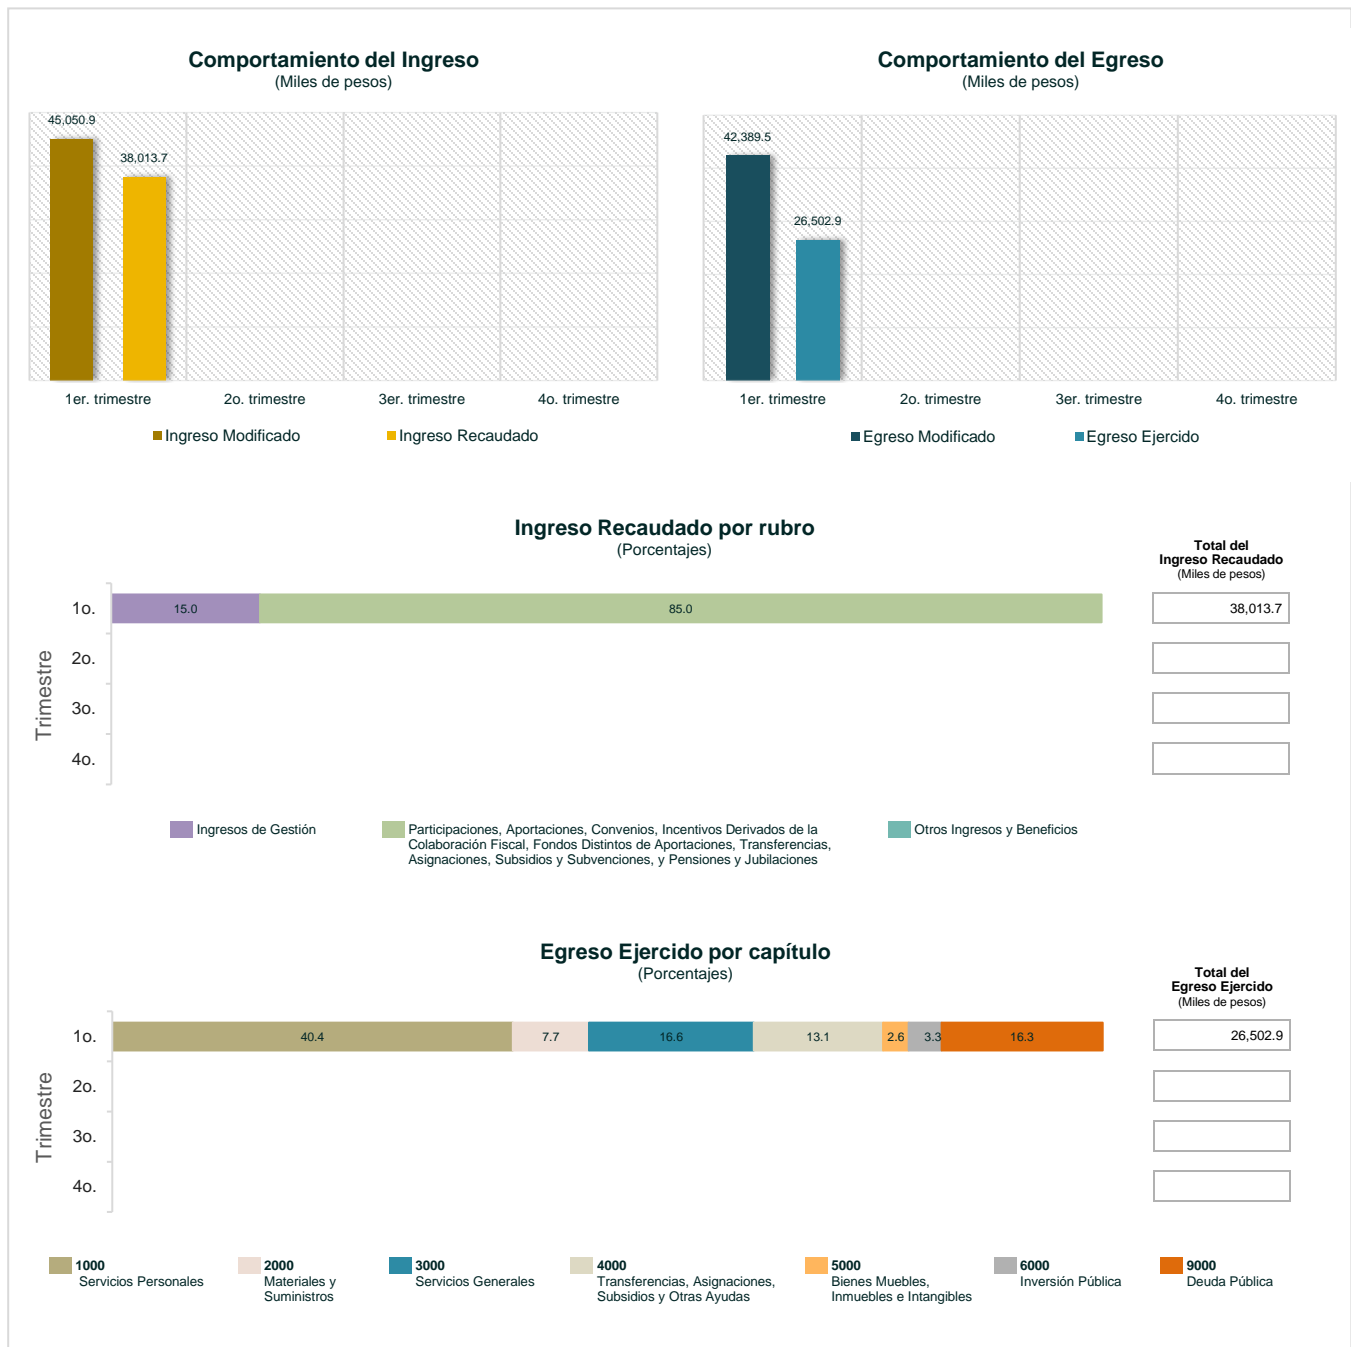 Comportamiento del Ingreso
(Miles de pesos)
45,050.9
38,013.7
1er. trimestre
2o. trimestre
3er. trimestre
4o. trimestre
Ingreso Modificado
Ingreso Recaudado
Comportamiento del Egreso
(Miles de pesos)
42,389.5
26,502.9
1er. trimestre
2o. trimestre
3er. trimestre
4o. trimestre
Egreso Modificado
Egreso Ejercido
Ingreso Recaudado por rubro
(Porcentajes)
Total del
Ingreso Recaudado
(Miles de pesos)
Trimestre
1o.
15.0
85.0
38,013.7
2o.
3o.
4o.
Ingresos de Gestión
Participaciones, Aportaciones, Convenios, Incentivos Derivados de la
Colaboración Fiscal, Fondos Distintos de Aportaciones, Transferencias,
Asignaciones, Subsidios y Subvenciones, y Pensiones y Jubilaciones
Otros Ingresos y Beneficios
Egreso Ejercido por capítulo
(Porcentajes)
Total del
Egreso Ejercido
(Miles de pesos)
Trimestre
1o.
40.4
7.7
16.6
13.1
2.6
3.3
16.3
26,502.9
2o.
3o.
4o.
1000
Servicios Personales
2000
Materiales y
Suministros
3000
Servicios Generales
4000
Transferencias, Asignaciones,
Subsidios y Otras Ayudas
5000
Bienes Muebles,
Inmuebles e Intangibles
6000
Inversión Pública
9000
Deuda Pública